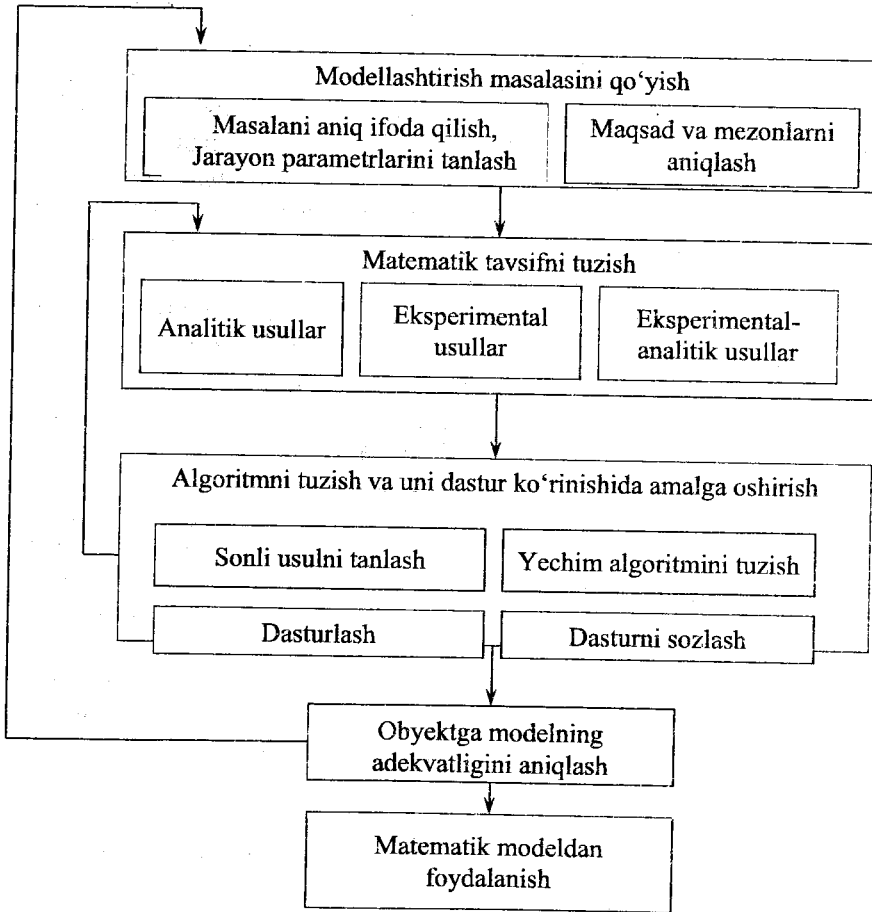 Modellashtirish masalasini qo‘yish
Masalani aniq ifoda qilish,
Jarayon parametrlarini tanlash
Maqsad va mezonlarni
aniqlash
Matematik tavsifni tuzish
Analitik usullar
Eksperimental
usullar
Eksperimental-
analitik usullar
Algoritmni tuzish va uni dastur ko‘rinishida amalga oshirish
Sonli usulni tanlash
Yechim algoritmini tuzish
Dasturlash
Dasturni sozlash
Obyektga modelning
adekvatligini aniqlash
Matematik modeldan
foydalanish